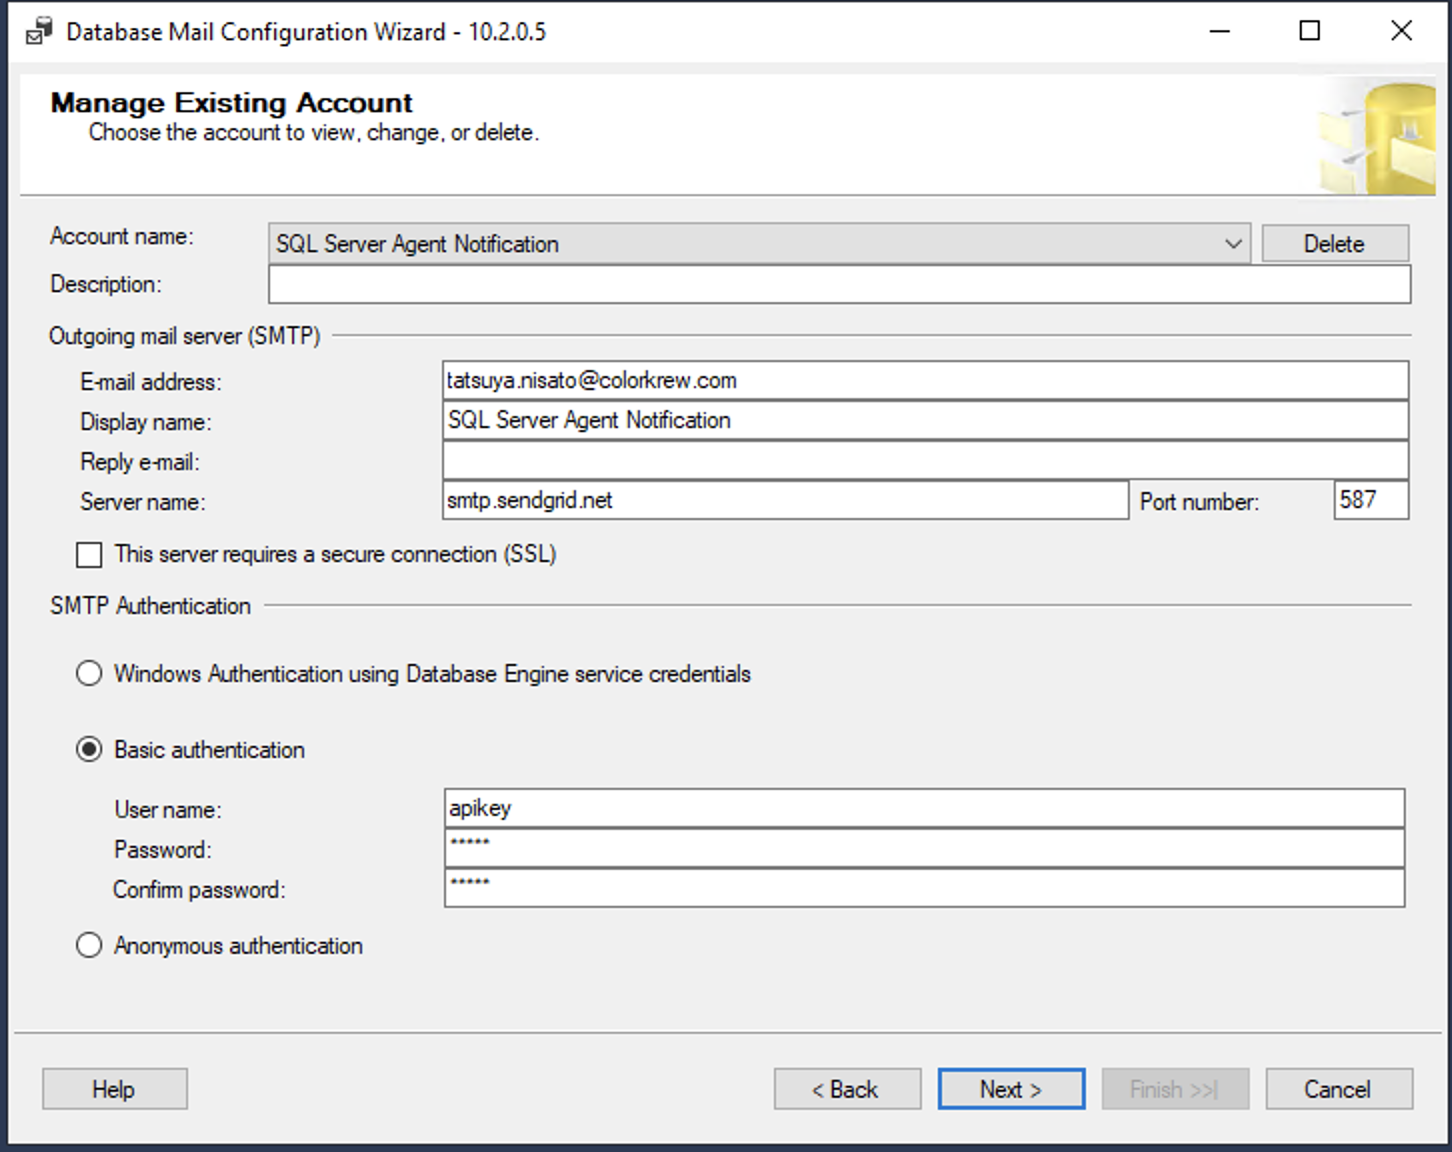 Database Mail Configuration Wizard - 10.2.0.5
Manage Existing Account
Choose the account to view, change, or delete.
Account name: SQL Server Agent Notification Delete
Description:
Outgoing mail server (SMTP)
E-mail address: tatsuya.nisato@colorkrew.com
Display name: SQL Server Agent Notification
Reply e-mail:
Server name: smtp.sendgrid.net Port number: 587
This server requires a secure connection (SSL)
SMTP Authentication
Windows Authentication using Database Engine service credentials
Basic authentication
User name: apikey
Password: *****
Confirm password: *****
Anonymous authentication
Help < Back Next > Finish >>| Cancel